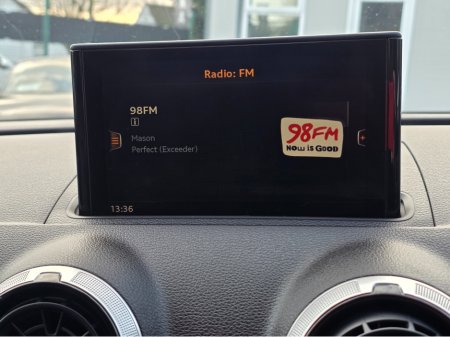 Radio: FM
98FM
i
Mason
Perfect (Exceeder)
98FM
NOW is GOOD
13:36